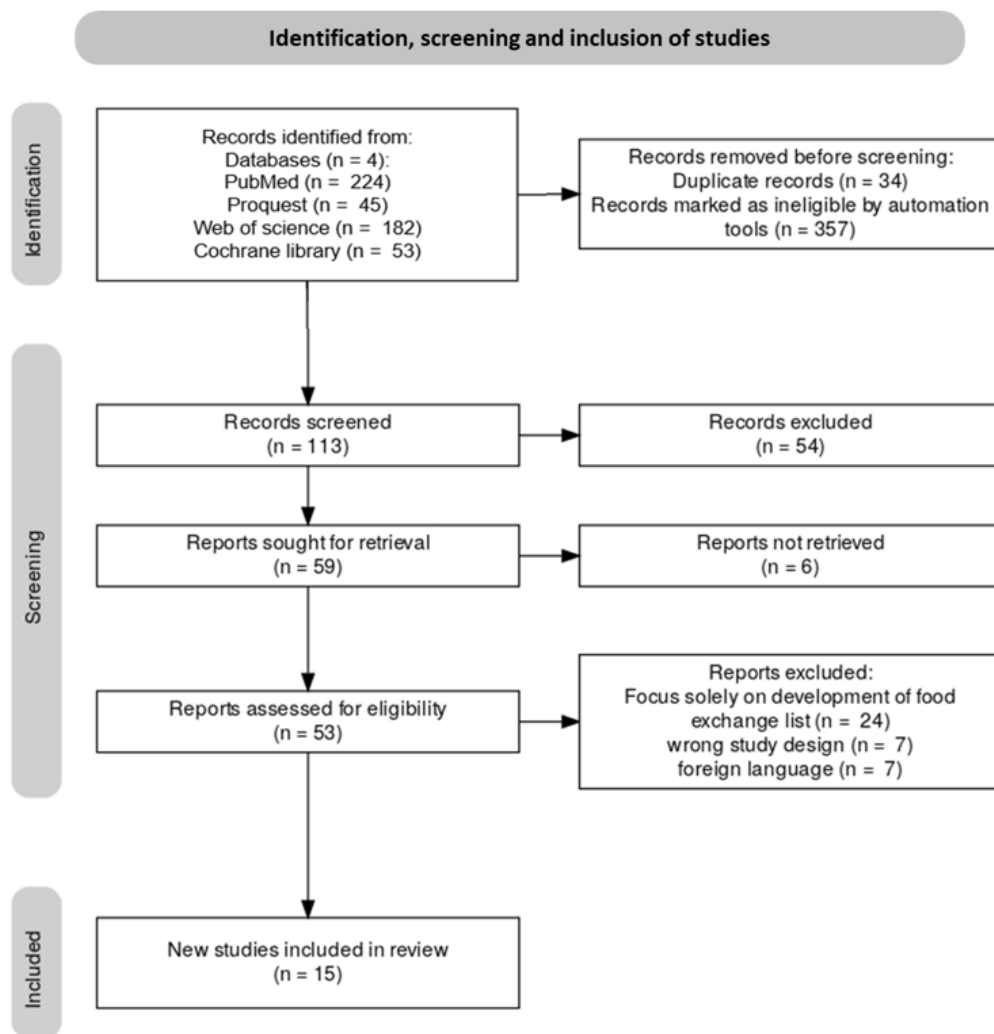 Identification, screening and inclusion of studies
Identification
Records identified from:
Databases (n = 4):
PubMed (n = 224)
Proquest (n = 45)
Web of science (n = 182)
Cochrane library (n = 53)
Records removed before screening:
Duplicate records (n = 34)
Records marked as ineligible by automation
tools (n = 357)
Screening
Records screened
(n = 113)
Records excluded
(n = 54)
Reports sought for retrieval
(n = 59)
Reports not retrieved
(n = 6)
Reports assessed for eligibility
(n = 53)
Reports excluded:
Focus solely on development of food
exchange list (n = 24)
wrong study design (n = 7)
foreign language (n = 7)
Included
New studies included in review
(n = 15)